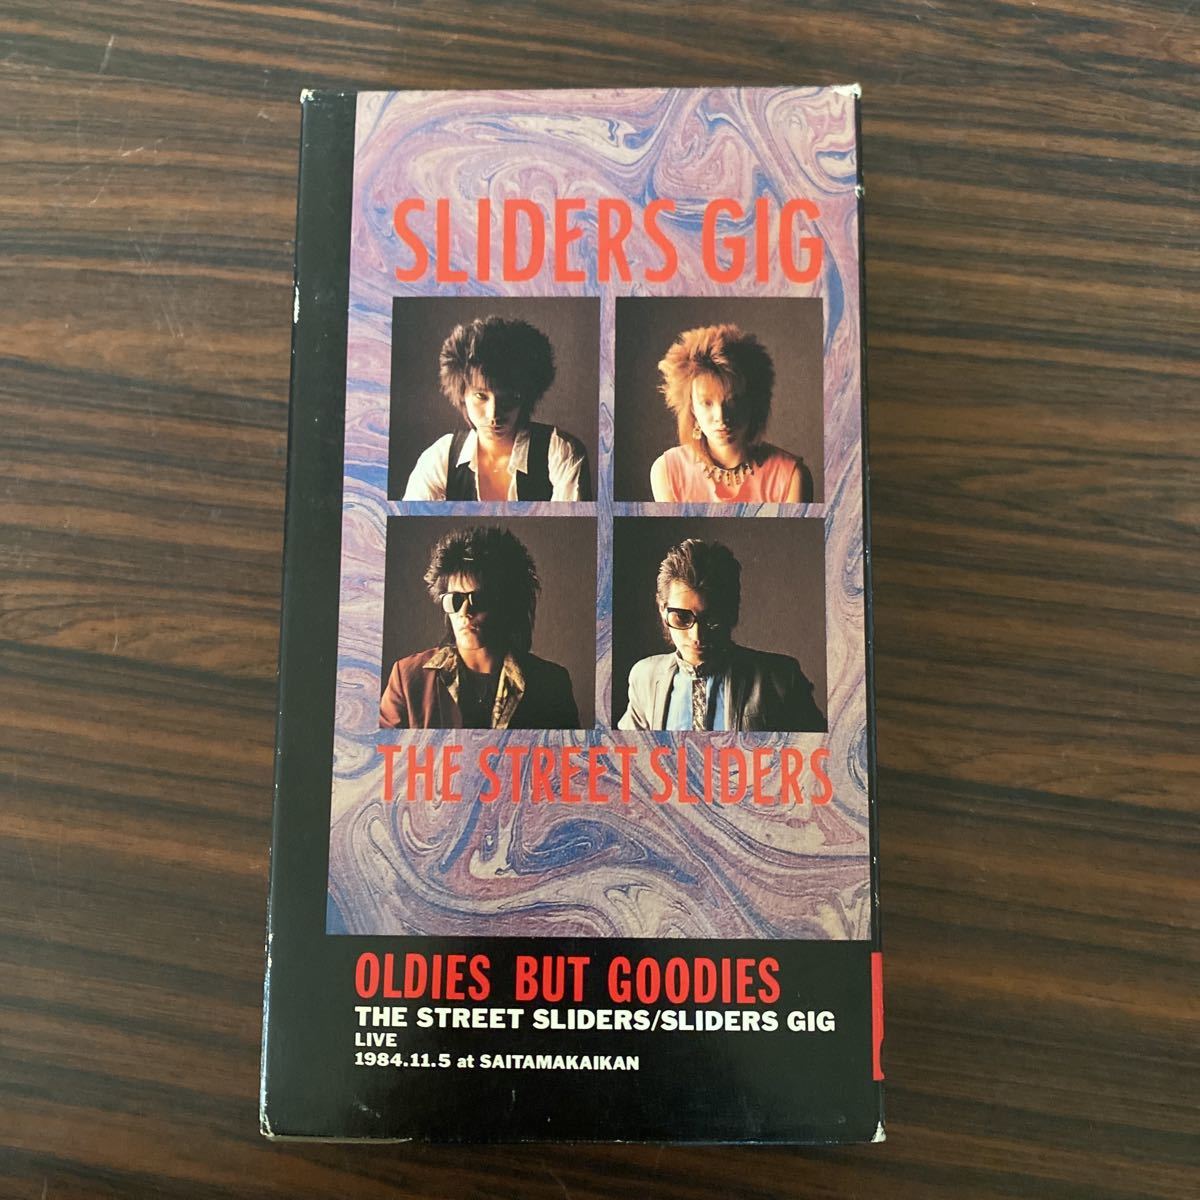 SLIDERS GIG
THE STREET SLIDERS
OLDIES BUT GOODIES
THE STREET SLIDERS/SLIDERS GIG
LIVE
1984.11.5 at SAITAMAKAIKAN